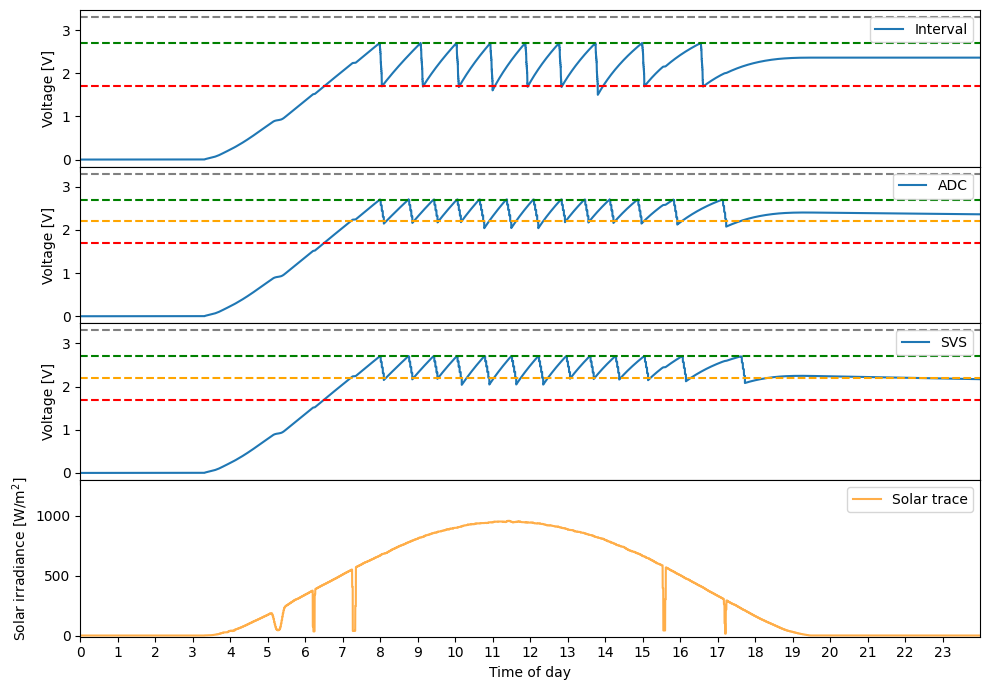 Voltage [V]
3
2
1
0
Interval
Voltage [V]
3
2
1
0
ADC
Voltage [V]
3
2
1
0
SVS
Solar irradiance [W/m²]
1000
500
0
Solar trace
0 1 2 3 4 5 6 7 8 9 10 11 12 13 14 15 16 17 18 19 20 21 22 23
Time of day